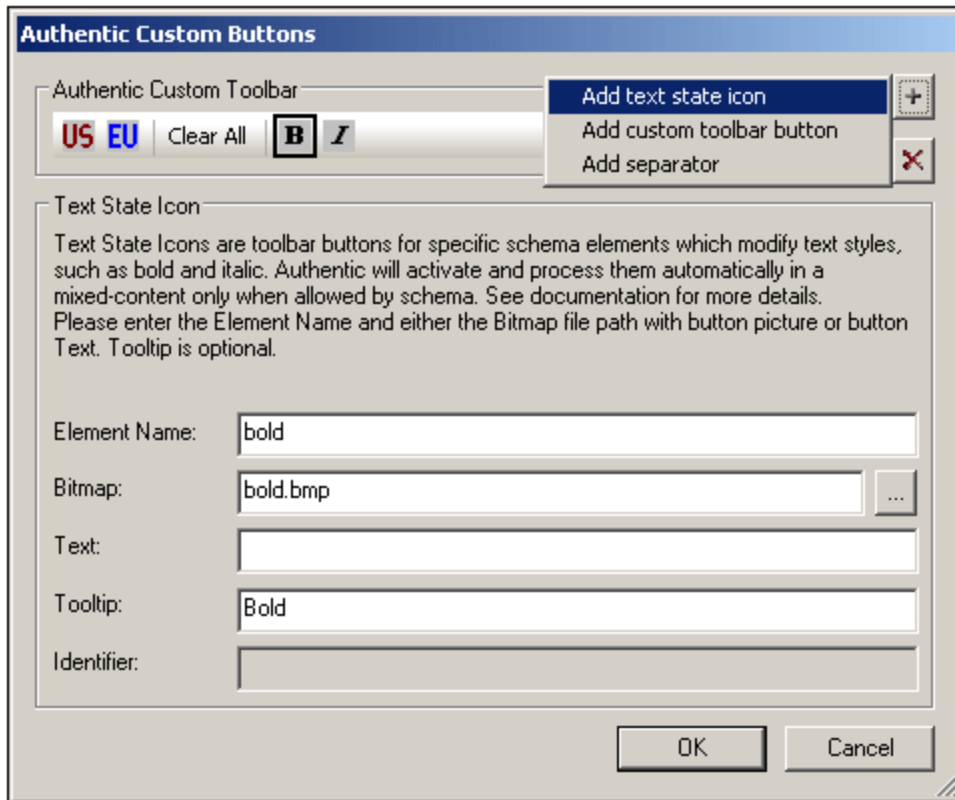 Authentic Custom Buttons
Authentic Custom Toolbar
US EU Clear All B I
Add text state icon
Add custom toolbar button
Add separator
Text State Icon
Text State Icons are toolbar buttons for specific schema elements which modify text styles,
such as bold and italic. Authentic will activate and process them automatically in a
mixed-content only when allowed by schema. See documentation for more details.
Please enter the Element Name and either the Bitmap file path with button picture or button
Text. Tooltip is optional.
Element Name: bold
Bitmap: bold.bmp ...
Text:
Tooltip: Bold
Identifier:
OK Cancel